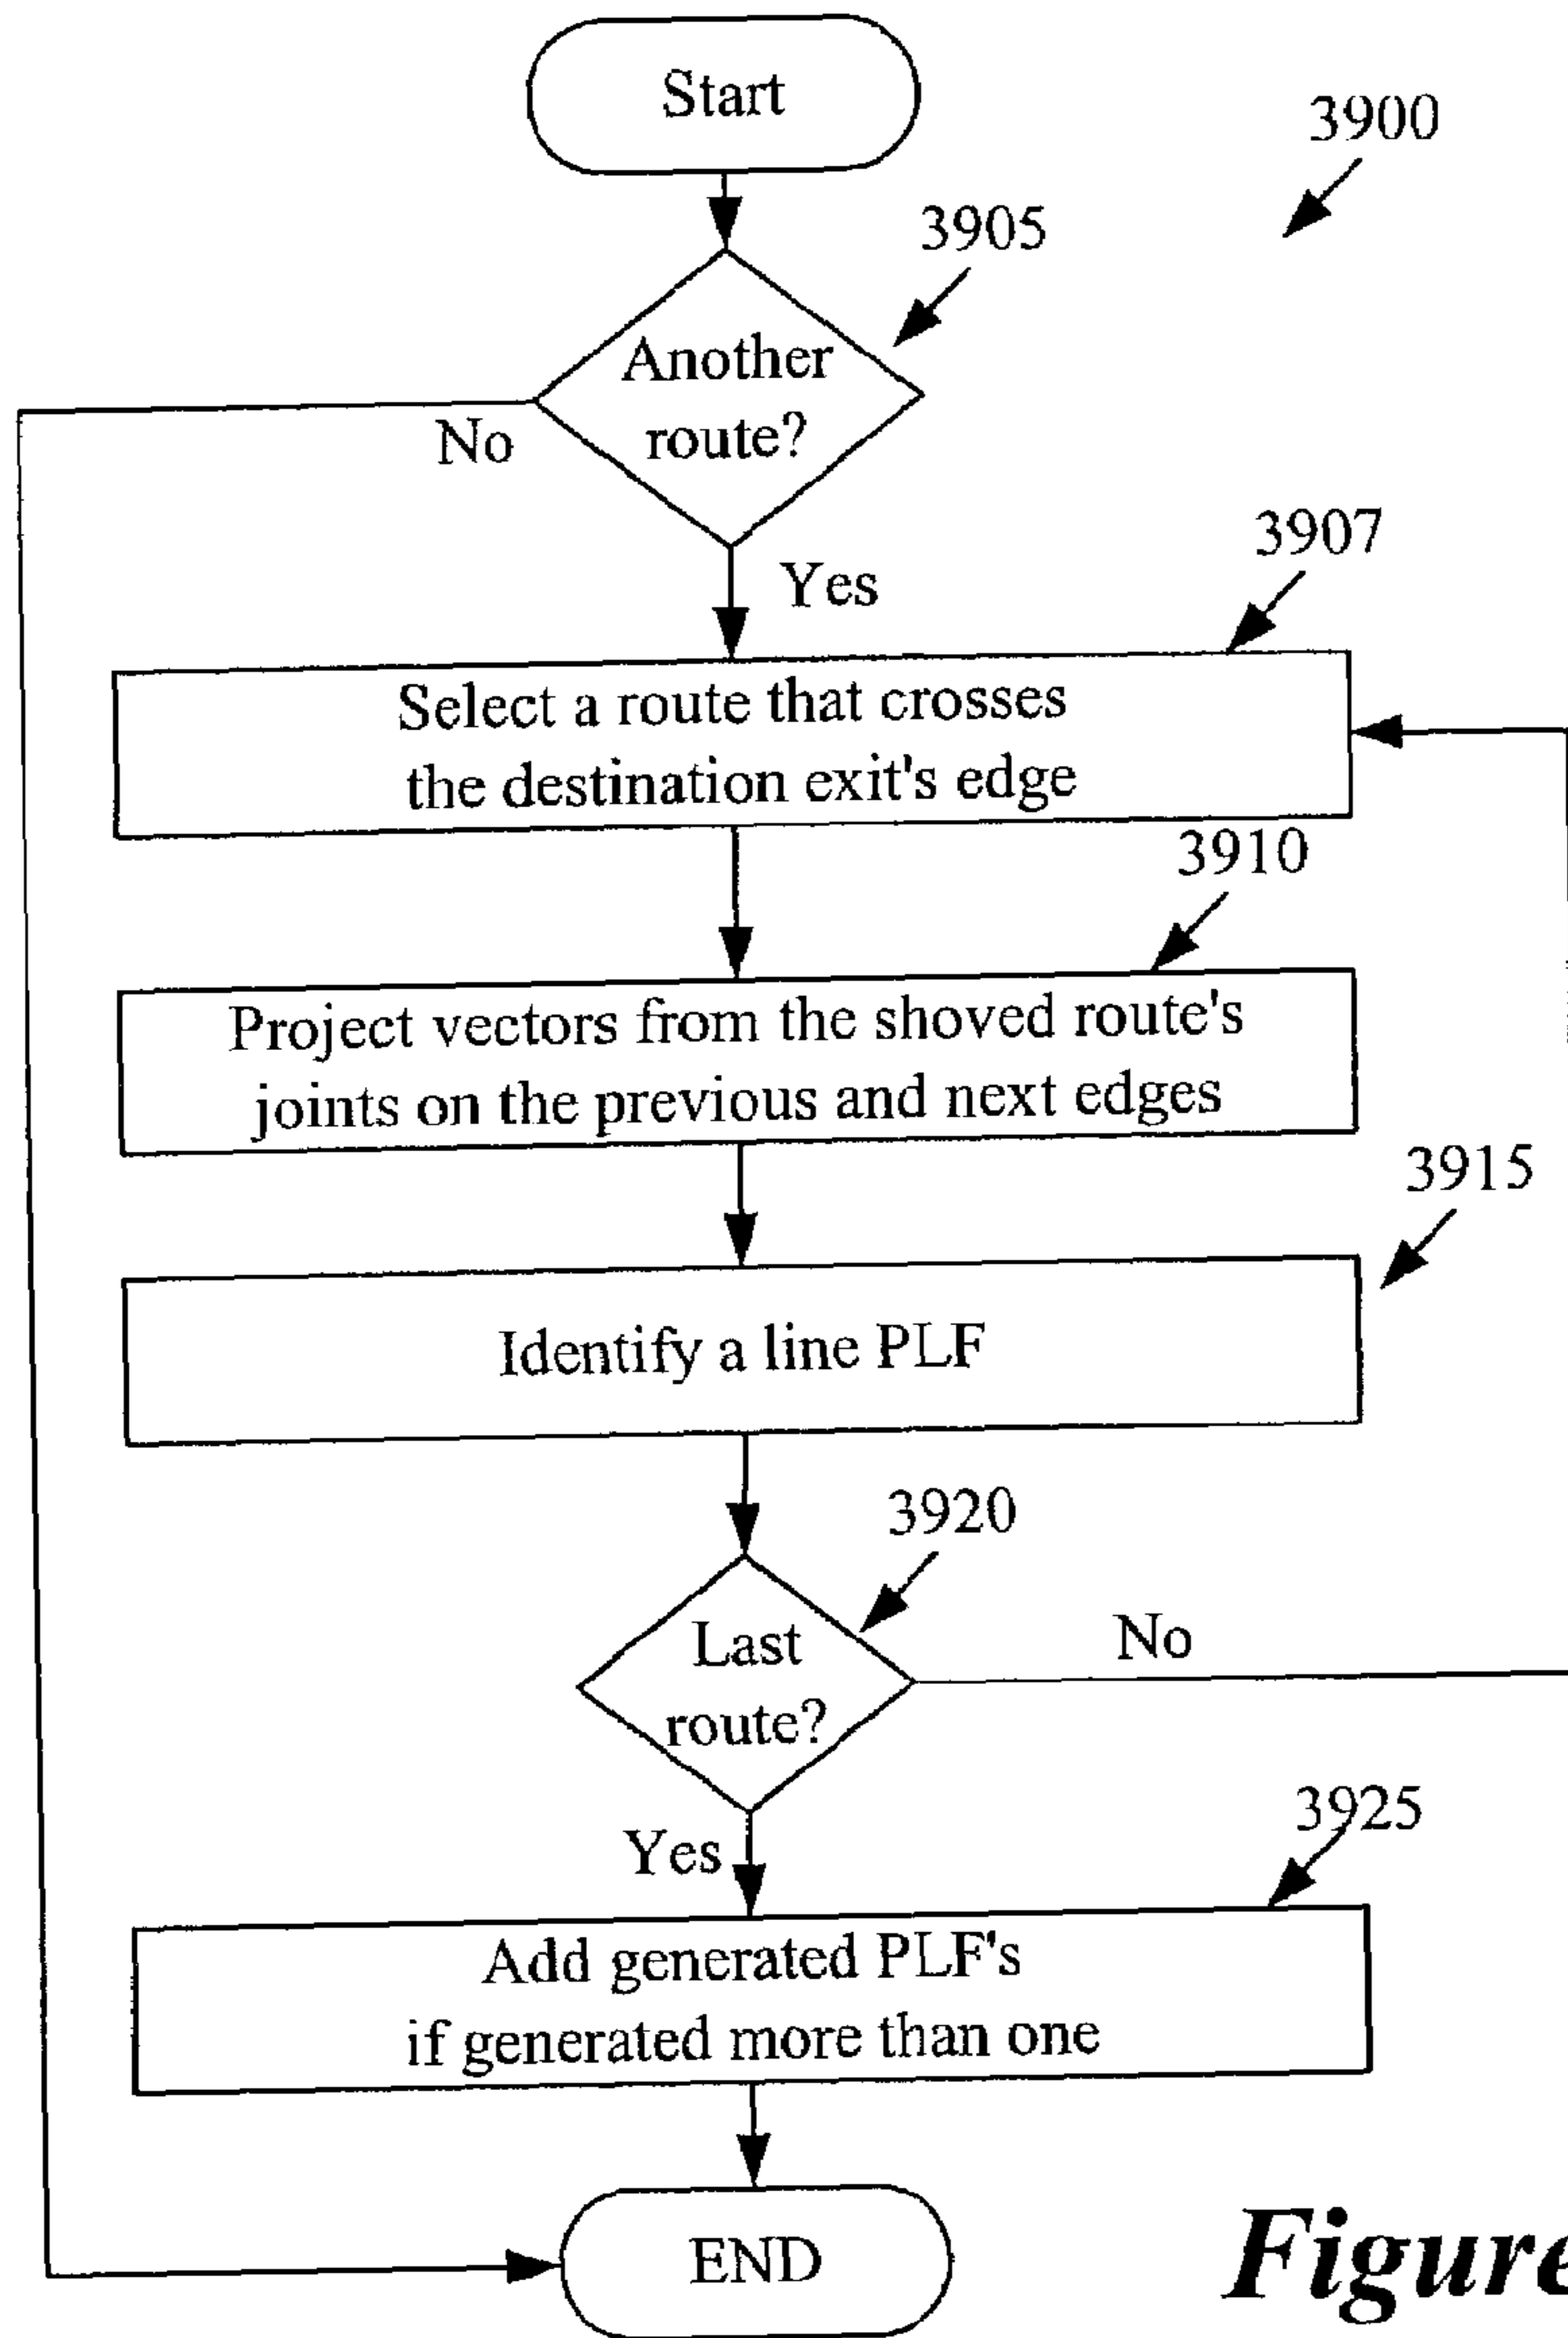 Start
3900
3905
Another
route?
No
Yes
3907
Select a route that crosses
the destination exit's edge
3910
Project vectors from the shoved route's
joints on the previous and next edges
3915
Identify a line PLF
3920
Last
route?
No
Yes
3925
Add generated PLF's
if generated more than one
END
Figure